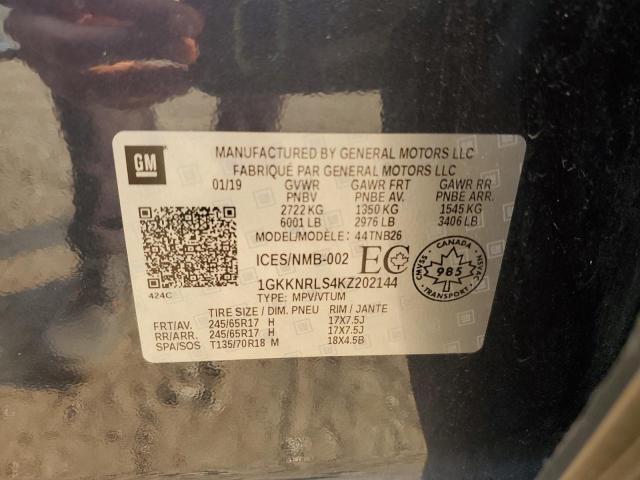 GM
MANUFACTURED BY GENERAL MOTORS LLC
FABRIQUÉ PAR GENERAL MOTORS LLC
01/19 GVWR GAWR FRT GAWR RR
PNBV PNBE AV. PNBE ARR.
2722 KG 1350 KG 1545 KG
6001 LB 2976 LB 3406 LB
MODEL/MODÈLE: 44TNB26
ICES/NMB-002 EC
CANADA
985
NSVAC
SVANC
424C
1GKKNRLS4KZ202144
TYPE: MPV/VTUM
TIRE SIZE / DIM. PNEU RIM / JANTE
FRT/AV. 245/65R17 H 17X7.5J
RR/ARR. 245/65R17 H 17X7.5J
SPA/SOS T135/70R18 M 18X4.5B